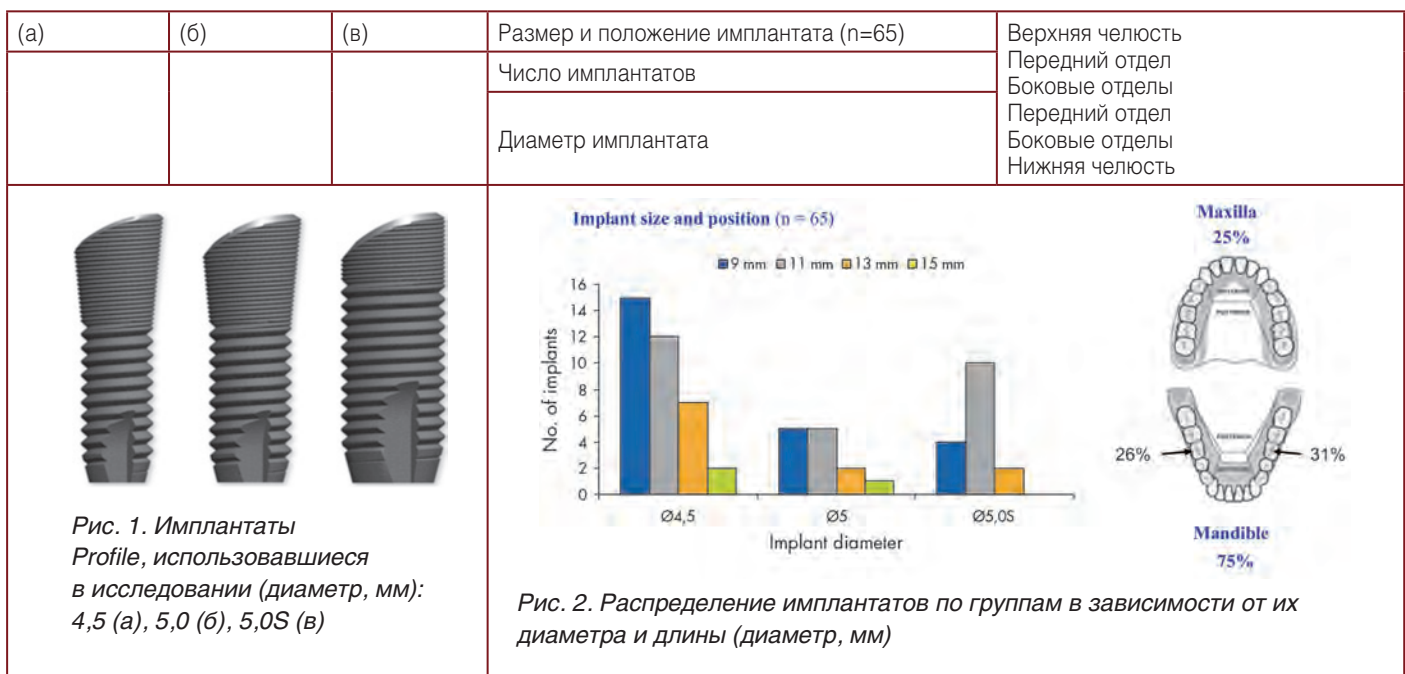 (а)
(б)
(в)
Размер и положение имплантата (n=65)
Число имплантатов
Диаметр имплантата
Верхняя челюсть
Передний отдел
Боковые отделы
Передний отдел
Боковые отделы
Нижняя челюсть
Рис. 1. Имплантаты
Profile, использовавшиеся
в исследовании (диаметр, мм):
4,5 (а), 5,0 (б), 5,0S (в)
Implant size and position (n = 65)
9 mm 11 mm 13 mm 15 mm
No. of implants
16
14
12
10
8
6
4
2
0
Ø4,5 Ø5 Ø5,0S
Implant diameter
Maxilla
25%
26% 31%
Mandible
75%
Рис. 2. Распределение имплантатов по группам в зависимости от их
диаметра и длины (диаметр, мм)